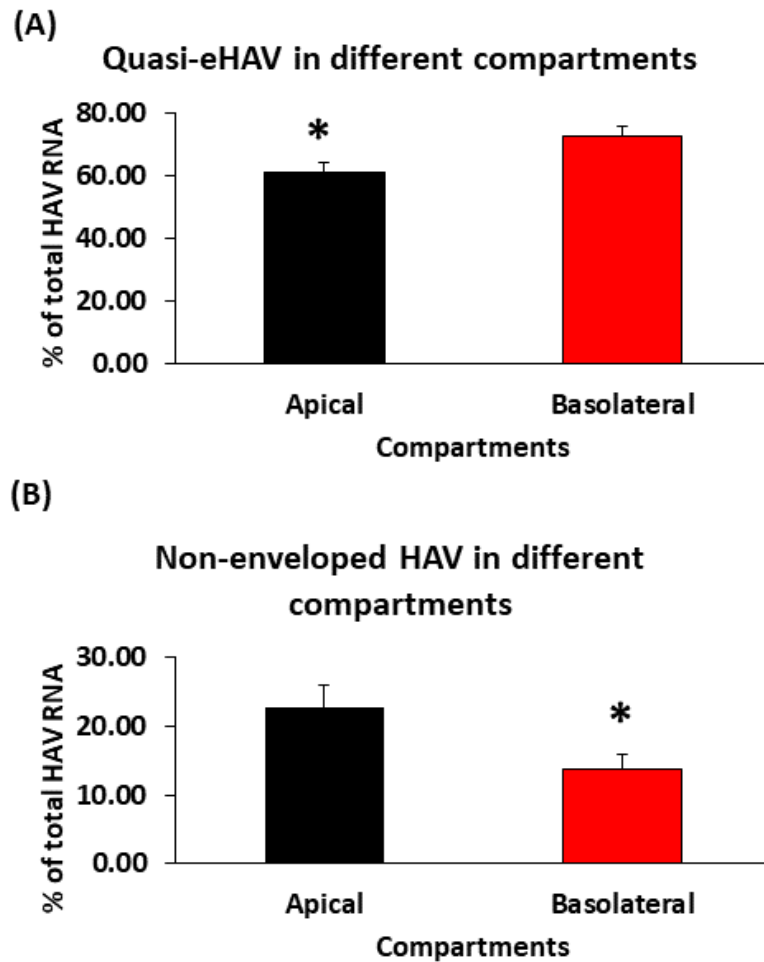 (A)
Quasi-eHAV in different compartments
% of total HAV RNA
80.00
60.00
40.00
20.00
0.00
*
Apical
Basolateral
Compartments
(B)
Non-enveloped HAV in different
compartments
% of total HAV RNA
30.00
20.00
10.00
0.00
*
Apical
Basolateral
Compartments